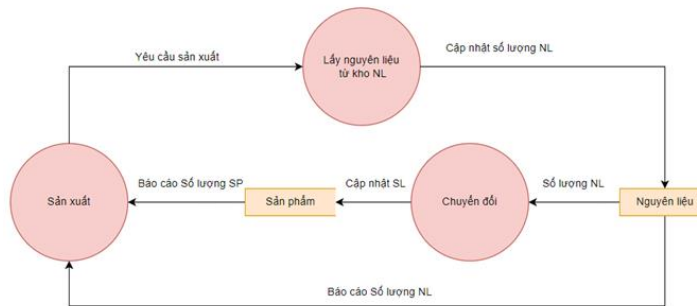 Yêu cầu sản xuất
Lấy nguyên liệu
từ kho NL
Cập nhật số lượng NL
Sản xuất
Báo cáo Số lượng SP
Sản phẩm
Cập nhật SL
Chuyển đổi
Số lượng NL
Nguyên liệu
Báo cáo Số lượng NL